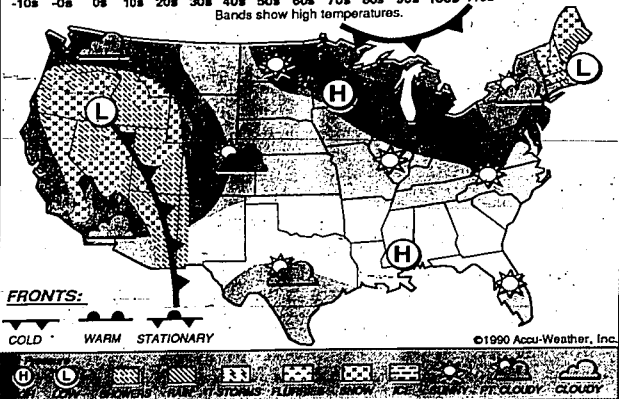 -10s -0s 0s 10s 20s 30s 40s 50s 60s 70s 80s 90s 100s 110s
Bands show high temperatures.
L
H
L
H
FRONTS:
COLD WARM STATIONARY
©1990 Accu-Weather, Inc.
H L SHOWERS RAIN T-STORMS FLURRIES SNOW ICE SUNNY PT. CLOUDY CLOUDY